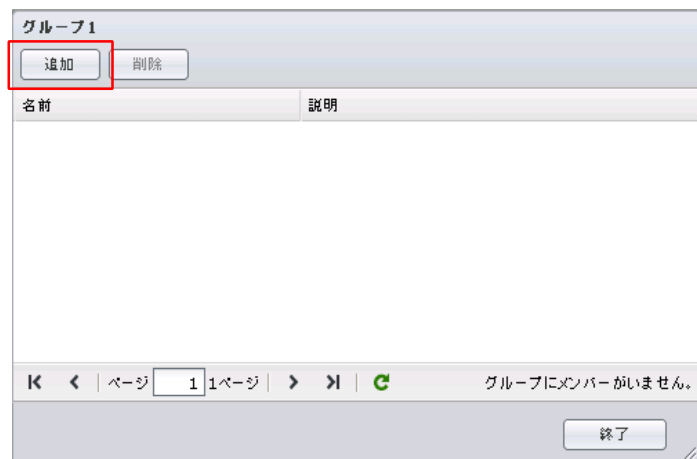 グループ1
追加 削除
名前 説明
ページ 1 1ページ グループにメンバーがいません。
終了